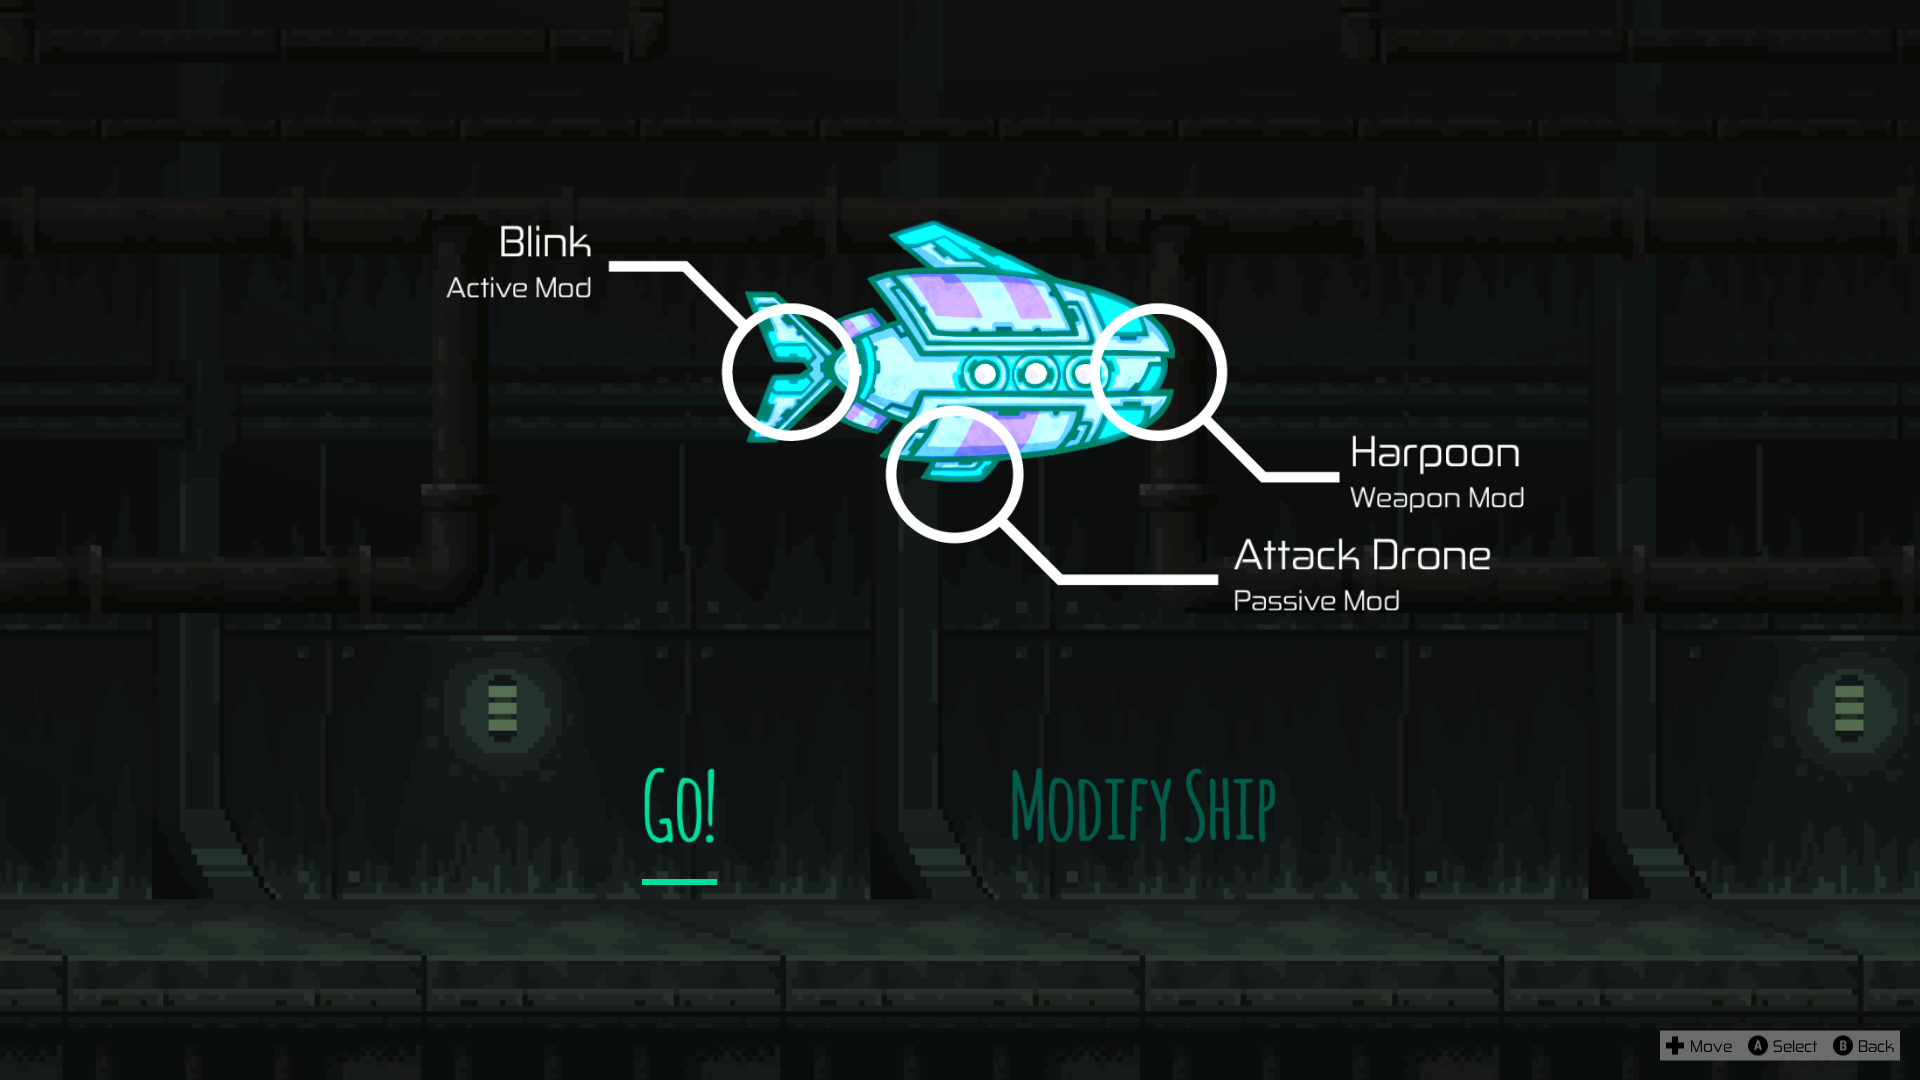 Blink
Active Mod
Harpoon
Weapon Mod
Attack Drone
Passive Mod
Go!
Modify Ship
Move A Select B Back